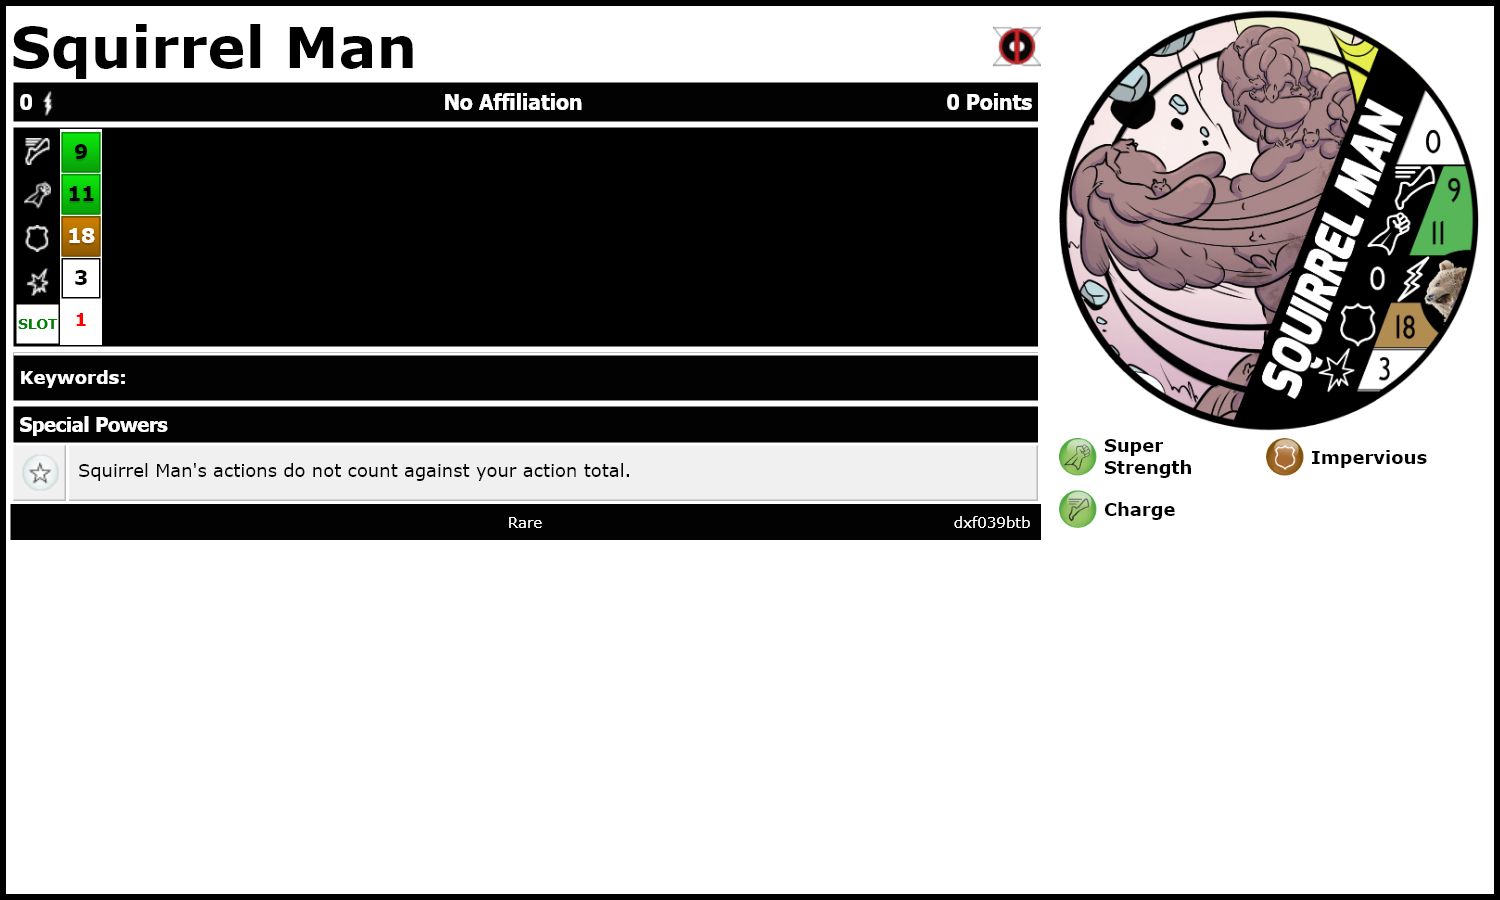 Squirrel Man
0 No Affiliation 0 Points
9
11
18
3
SLOT 1
Keywords:
Special Powers
Squirrel Man's actions do not count against your action total.
Rare dxf039btb
SQUIRREL MAN
0
9
11
0
18
3
Super
Strength
Impervious
Charge